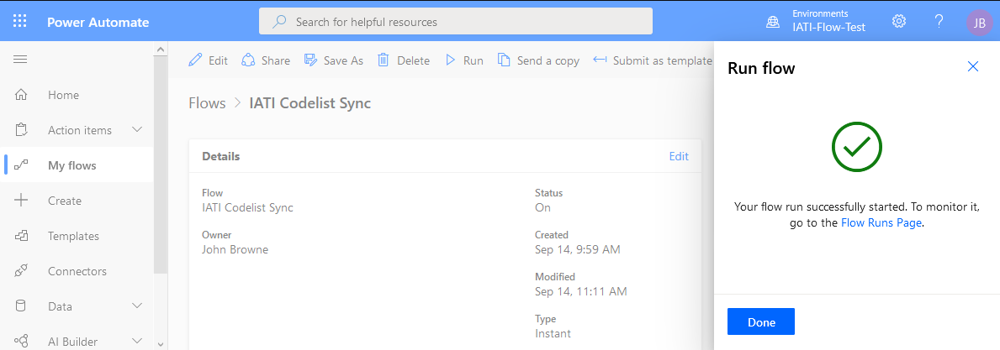 Power Automate
Search for helpful resources
Environments
IATI-Flow-Test
?
JB
Home
Action items
My flows
Create
Templates
Connectors
Data
AI Builder
Edit Share Save As Delete Run Send a copy Submit as template
Flows > IATI Codelist Sync
Details Edit
Flow
IATI Codelist Sync
Owner
John Browne
Status
On
Created
Sep 14, 9:59 AM
Modified
Sep 14, 11:11 AM
Type
Instant
Run flow
Your flow run successfully started. To monitor it,
go to the Flow Runs Page.
Done